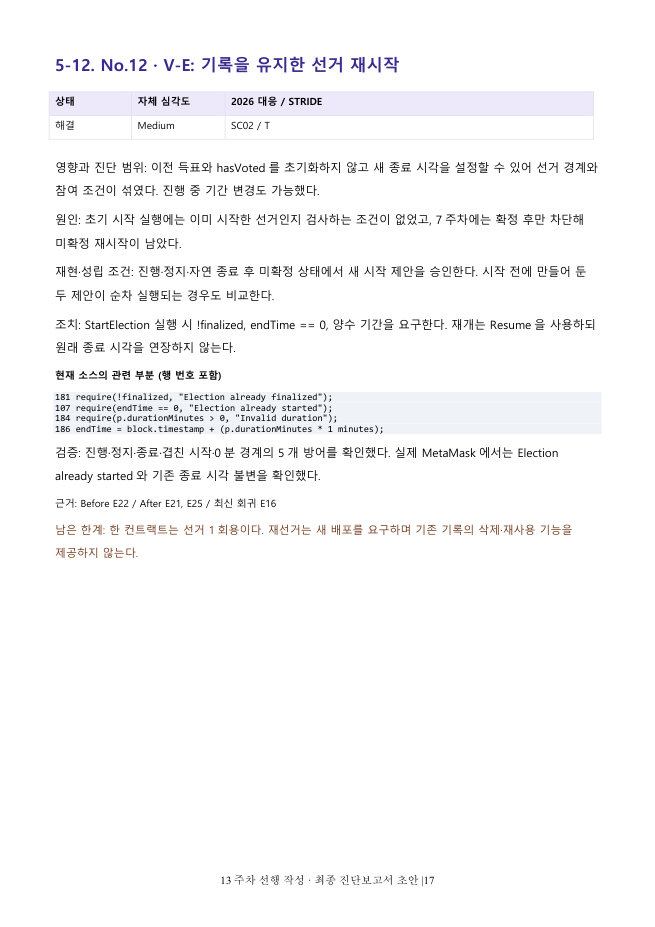 5-12. No.12 · V-E: 기록을 유지한 선거 재시작
상태 자체 심각도 2026 대응 / STRIDE
해결 Medium SC02 / T
영향과 진단 범위: 이전 득표와 hasVoted 를 초기화하지 않고 새 종료 시각을 설정할 수 있어 선거 경계와
참여 조건이 섞였다. 진행 중 기간 변경도 가능했다.
원인: 초기 시작 실행에는 이미 시작한 선거인지 검사하는 조건이 없었고, 7 주차에는 확정 후만 차단해
미확정 재시작이 남았다.
재현·성립 조건: 진행·정지·자연 종료 후 미확정 상태에서 새 시작 제안을 승인한다. 시작 전에 만들어 둔
두 제안이 순차 실행되는 경우도 비교한다.
조치: StartElection 실행 시 !finalized, endTime == 0, 양수 기간을 요구한다. 재개는 Resume 을 사용하되
원래 종료 시각을 연장하지 않는다.
현재 소스의 관련 부분 (행 번호 포함)
181 require(!finalized, "Election already finalized");
107 require(endTime == 0, "Election already started");
184 require(p.durationMinutes > 0, "Invalid duration");
186 endTime = block.timestamp + (p.durationMinutes * 1 minutes);
검증: 진행·정지·종료·겹친 시작·0 분 경계의 5 개 방어를 확인했다. 실제 MetaMask 에서는 Election
already started 와 기존 종료 시각 불변을 확인했다.
근거: Before E22 / After E21, E25 / 최신 회귀 E16
남은 한계: 한 컨트랙트는 선거 1 회용이다. 재선거는 새 배포를 요구하며 기존 기록의 삭제·재사용 기능을
제공하지 않는다.
13 주차 선행 작성 · 최종 진단보고서 초안 |17